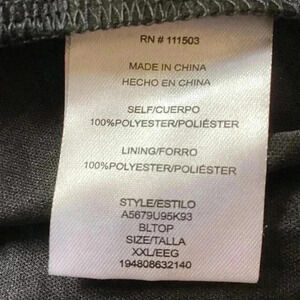 RN # 111503
MADE IN CHINA
HECHO EN CHINA
SELF/CUERPO
100%POLYESTER/POLIÉSTER
LINING/FORRO
100%POLYESTER/POLIÉSTER
STYLE/ESTILO
A5679U95K93
BLTOP
SIZE/TALLA
XXL/EEG
194808632140